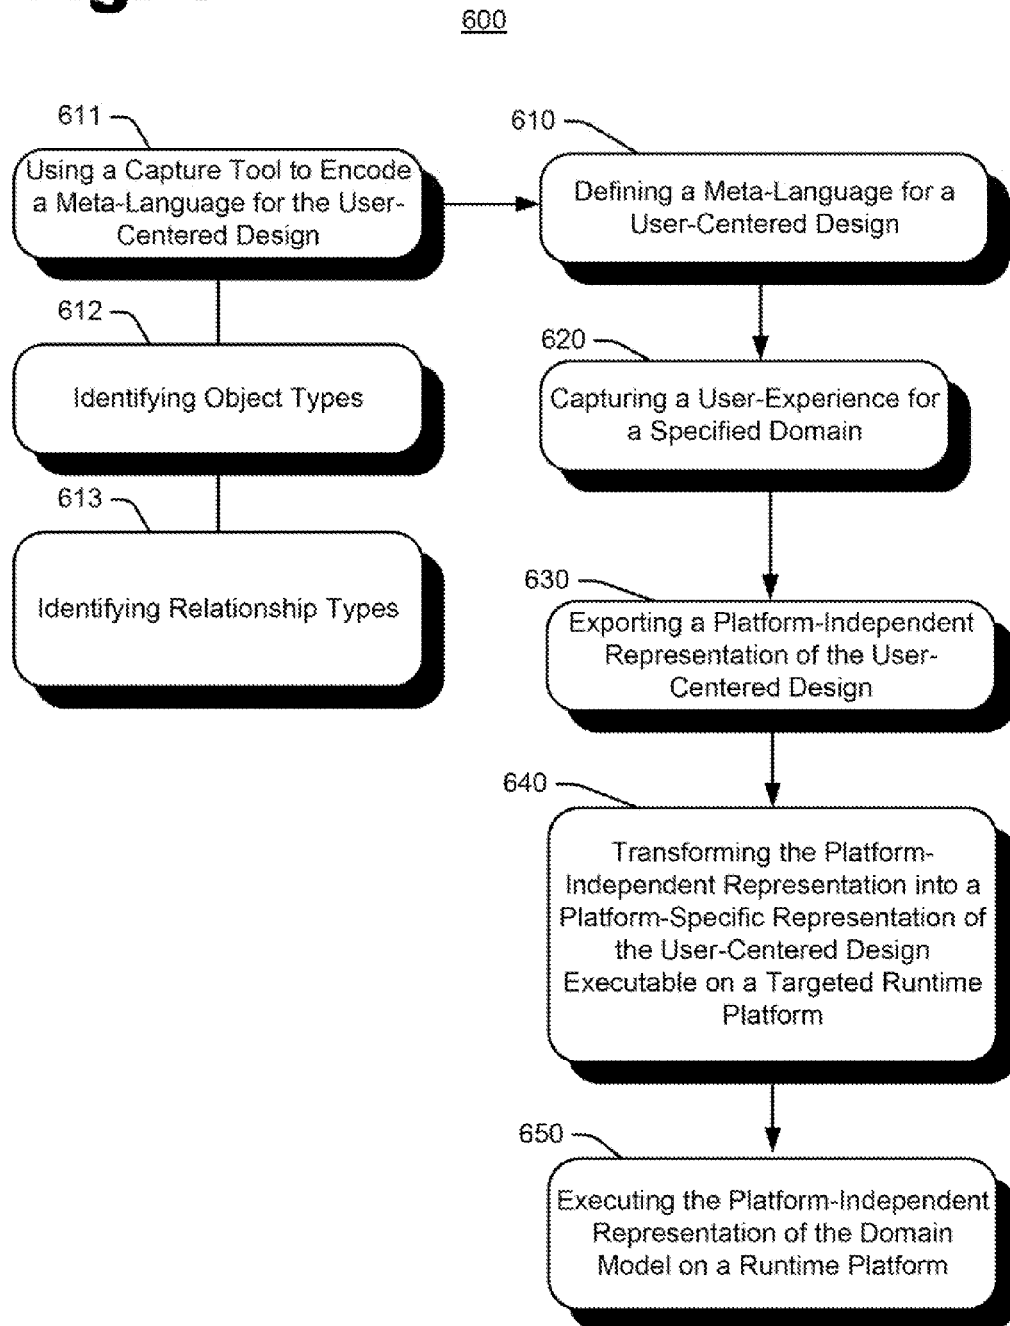 600
611
Using a Capture Tool to Encode
a Meta-Language for the User-
Centered Design
610
Defining a Meta-Language for a
User-Centered Design
612
Identifying Object Types
620
Capturing a User-Experience for
a Specified Domain
613
Identifying Relationship Types
630
Exporting a Platform-Independent
Representation of the User-
Centered Design
640
Transforming the Platform-
Independent Representation into a
Platform-Specific Representation of
the User-Centered Design
Executable on a Targeted Runtime
Platform
650
Executing the Platform-Independent
Representation of the Domain
Model on a Runtime Platform